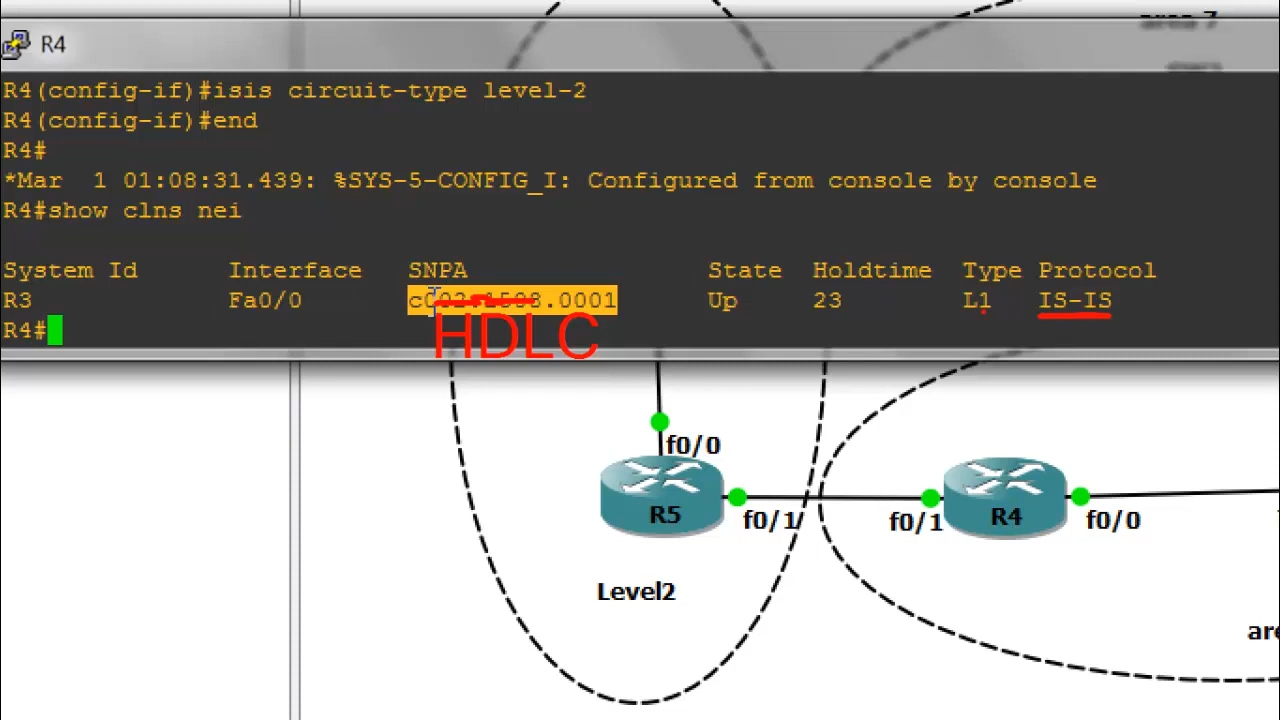 area 7
R4
R4(config-if)#isis circuit-type level-2
R4(config-if)#end
R4#
*Mar  1 01:08:31.439: %SYS-5-CONFIG_I: Configured from console by console
R4#show clns nei
System Id      Interface   SNPA                State  Holdtime  Type Protocol
R3             Fa0/0       .0001      Up     23        L1   IS-IS
R4#
HDLC
f0/0
R5
f0/1
f0/1
R4
f0/0
Level2